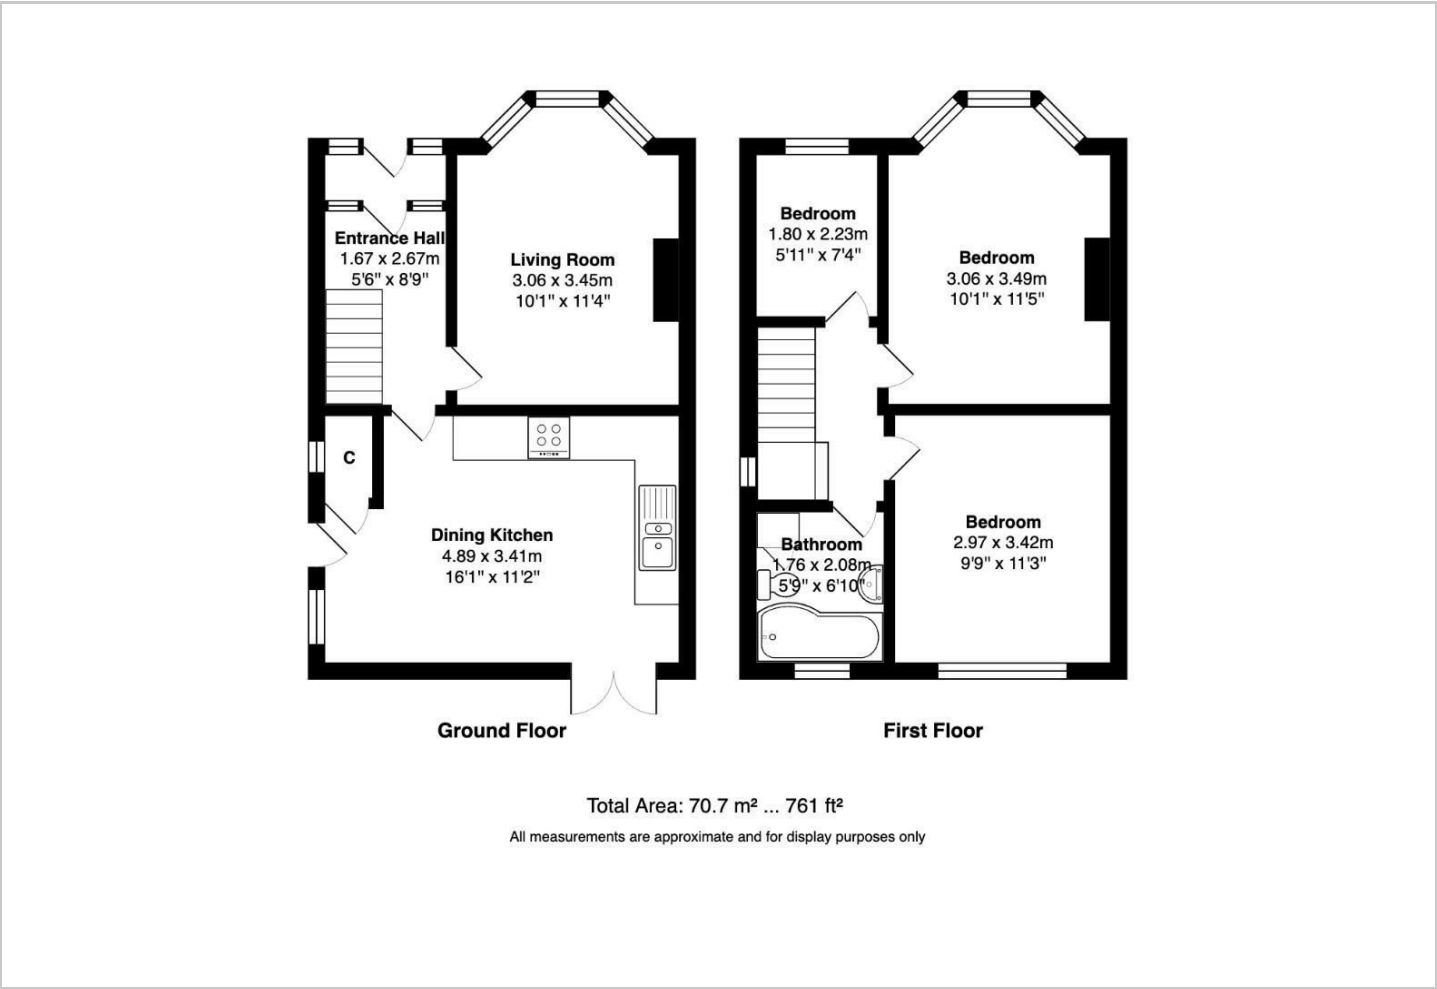 Entrance Hall
1.67 x 2.67m
5'6" x 8'9"
Living Room
3.06 x 3.45m
10'1" x 11'4"
C
Dining Kitchen
4.89 x 3.41m
16'1" x 11'2"
Ground Floor
Bedroom
1.80 x 2.23m
5'11" x 7'4"
Bedroom
3.06 x 3.49m
10'1" x 11'5"
Bedroom
2.97 x 3.42m
9'9" x 11'3"
Bathroom
1.76 x 2.08m
5'9" x 6'10"
First Floor
Total Area: 70.7 m² ... 761 ft²
All measurements are approximate and for display purposes only